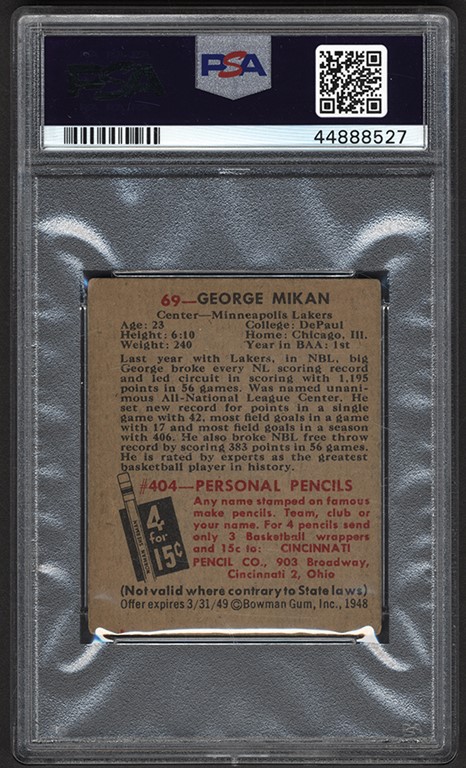 PSA
44888527
69—GEORGE MIKAN
Center—Minneapolis Lakers
Age: 23 College: DePaul
Height: 6:10 Home: Chicago, Ill.
Weight: 240 Year in BAA: 1st
Last year with Lakers, in NBL, big
George broke every NL scoring record
and led circuit in scoring with 1,195
points in 56 games. Was named unani-
mous All-National League Center. He
set new record for points in a single
game with 42, most field goals in a game
with 17 and most field goals in a season
with 406. He also broke NBL free throw
record by scoring 383 points in 56 games.
He is rated by experts as the greatest
basketball player in history.
#404—PERSONAL PENCILS
4
for
15¢
Any name stamped on famous
make pencils. Team, club or
your name. For 4 pencils send
only 3 Basketball wrappers
and 15c to: CINCINNATI
PENCIL CO., 903 Broadway,
Cincinnati 2, Ohio
(Not valid where contrary to State laws)
Offer expires 3/31/49 ©Bowman Gum, Inc., 1948